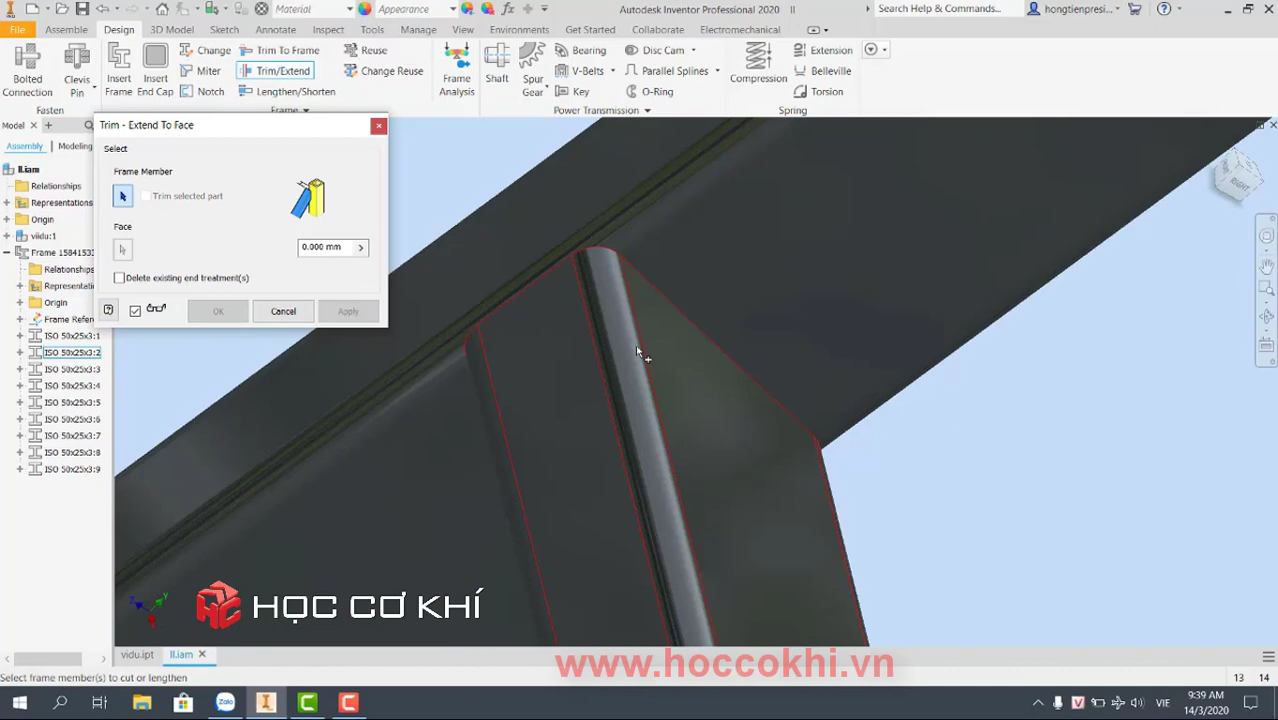 Material
Appearance
Autodesk Inventor Professional 2020
II
Search Help & Commands...
hongtienpresi...
File
Assemble
Design
3D Model
Sketch
Annotate
Inspect
Tools
Manage
View
Environments
Get Started
Collaborate
Electromechanical
Bolted Connection
Clevis Pin
Insert Frame
Insert End Cap
Change
Miter
Notch
Trim To Frame
Trim/Extend
Lengthen/Shorten
Reuse
Change Reuse
Frame Analysis
Shaft
Spur Gear
Bearing
V-Belts
Key
Disc Cam
Parallel Splines
O-Ring
Compression
Extension
Belleville
Torsion
Fasten
Frame
Power Transmission
Spring
Model
Assembly
Modeling
II.iam
Relationships
Representations
Origin
viidu:1
Frame 1584153
Relationships
Representati
Origin
Frame Refere
ISO 50x25x3:1
ISO 50x25x3:2
ISO 50x25x3:3
ISO 50x25x3:4
ISO 50x25x3:5
ISO 50x25x3:6
ISO 50x25x3:7
ISO 50x25x3:8
ISO 50x25x3:9
Trim - Extend To Face
Select
Frame Member
Trim selected part
Face
0.000 mm
Delete existing end treatment(s)
OK
Cancel
Apply
RIGHT
HỌC CƠ KHÍ
www.hoccokhi.vn
vidu.ipt
II.iam
Select frame member(s) to cut or lengthen
13
14
Zalo
VIE
9:39 AM
14/3/2020